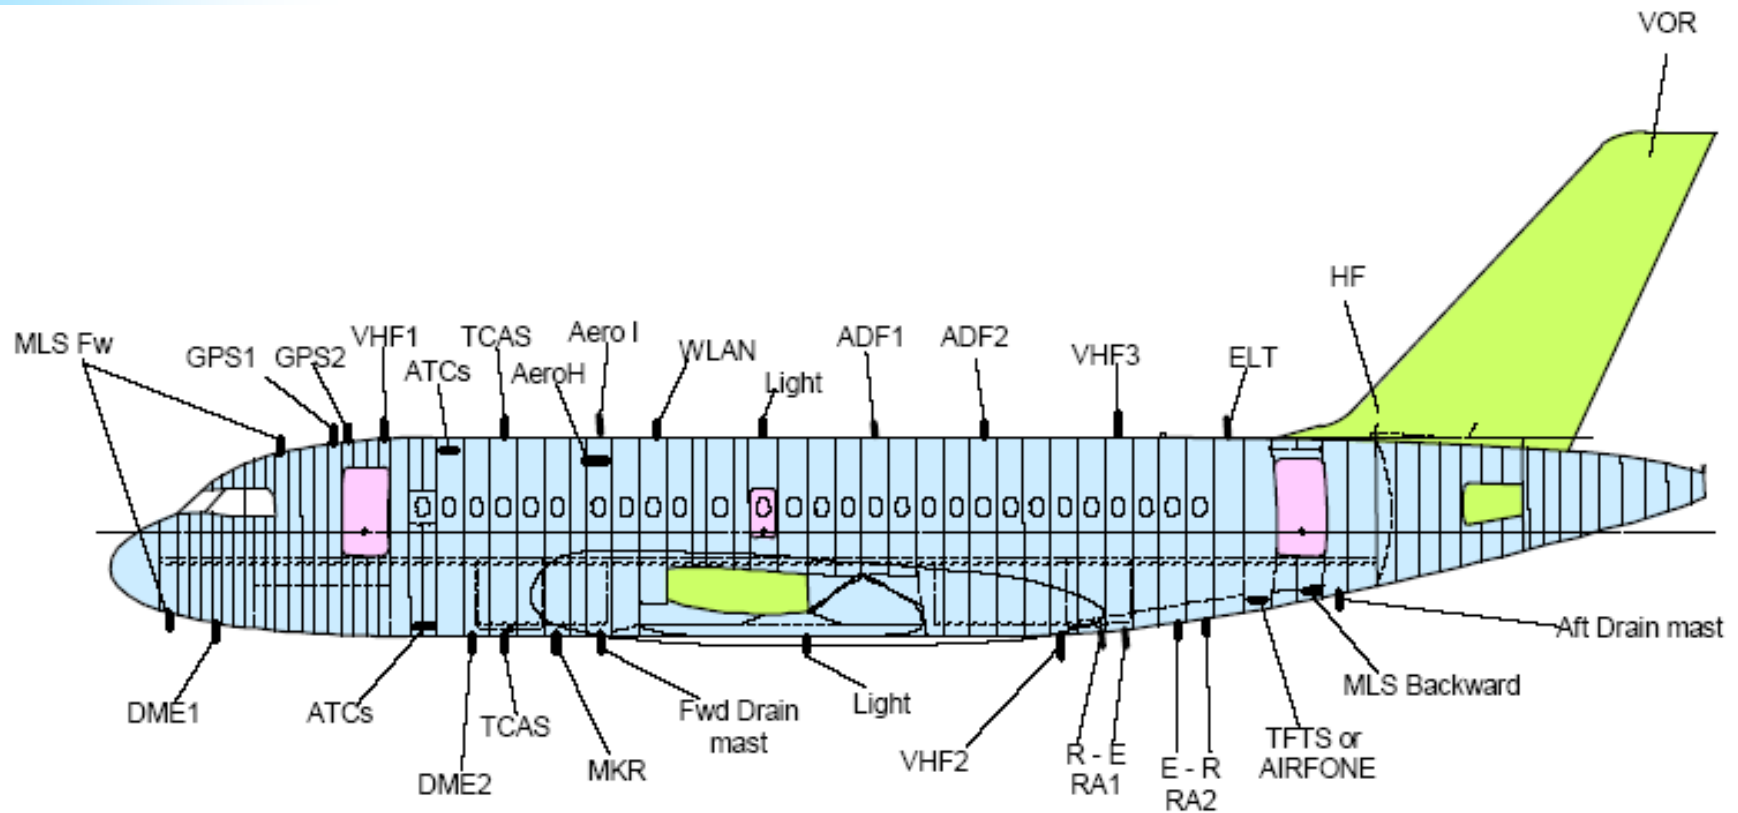 VOR
HF
MLS Fw
GPS1
GPS2
VHF1
ATCs
TCAS
AeroH
Aero I
WLAN
Light
ADF1
ADF2
VHF3
ELT
DME1
ATCs
DME2
TCAS
MKR
Fwd Drain
mast
Light
VHF2
R - E
RA1
E - R
RA2
TFTS or
AIRFONE
MLS Backward
Aft Drain mast